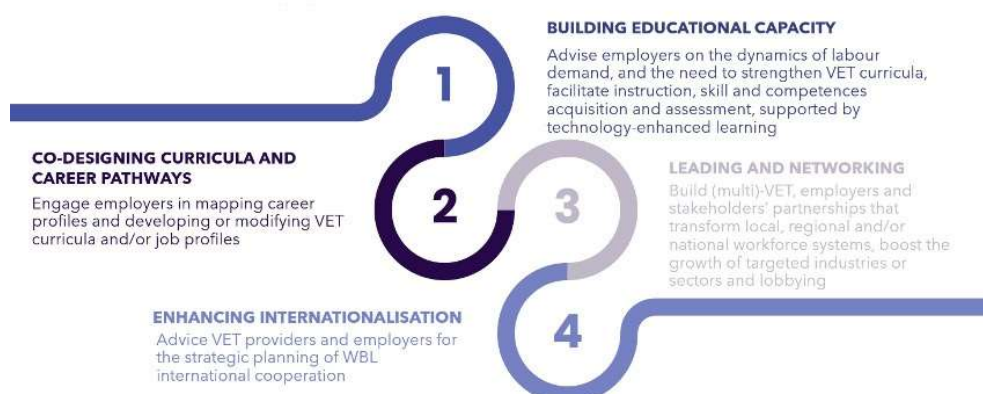 1
BUILDING EDUCATIONAL CAPACITY
Advise employers on the dynamics of labour
demand, and the need to strengthen VET curricula,
facilitate instruction, skill and competences
acquisition and assessment, supported by
technology-enhanced learning
CO-DESIGNING CURRICULA AND
CAREER PATHWAYS
Engage employers in mapping career
profiles and developing or modifying VET
curricula and/or job profiles
2
3
LEADING AND NETWORKING
Build (multi)-VET, employers and
stakeholders' partnerships that
transform local, regional and/or
national workforce systems, boost the
growth of targeted industries or
sectors and lobbying
ENHANCING INTERNATIONALISATION
Advice VET providers and employers for
the strategic planning of WBL
international cooperation
4